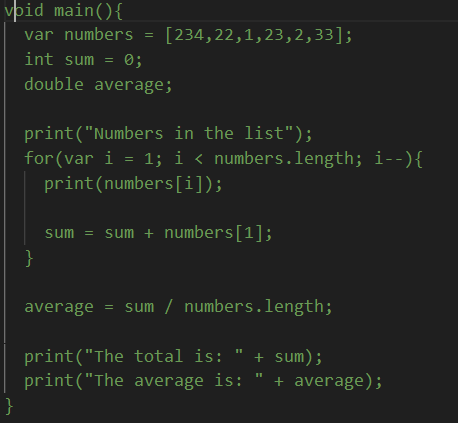 void main(){
var numbers = [234,22,1,23,2,33];
int sum = 0;
double average;
print("Numbers in the list");
for(var i = 1; i < numbers.length; i--){
print(numbers[i]);
sum = sum + numbers[1];
}
average = sum / numbers.length;
print("The total is: " + sum);
print("The average is: " + average);
}